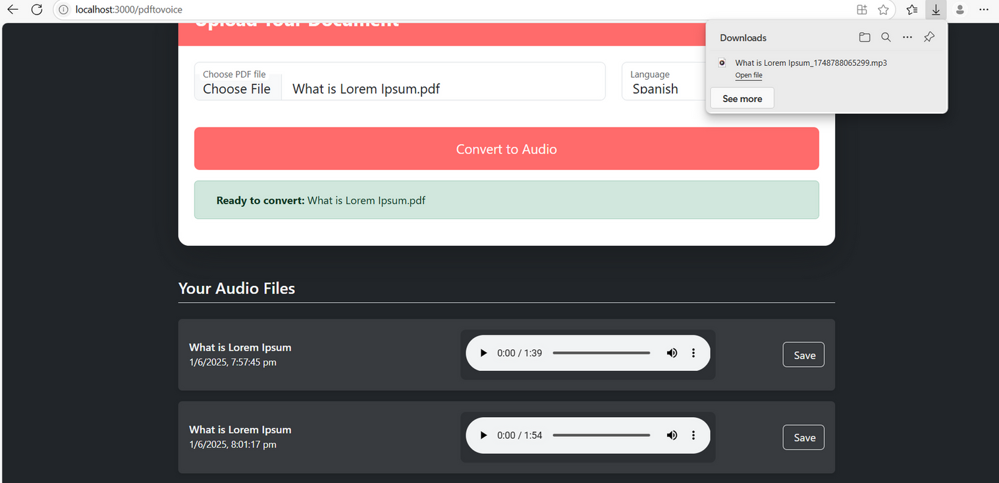 localhost:3000/pdftovoice
Upload Your Document
Downloads
What is Lorem Ipsum_1748788065299.mp3
Open file
See more
Choose PDF file
Choose File What is Lorem Ipsum.pdf
Language
Spanish
Convert to Audio
Ready to convert: What is Lorem Ipsum.pdf
Your Audio Files
What is Lorem Ipsum
1/6/2025, 7:57:45 pm
0:00 / 1:39
Save
What is Lorem Ipsum
1/6/2025, 8:01:17 pm
0:00 / 1:54
Save